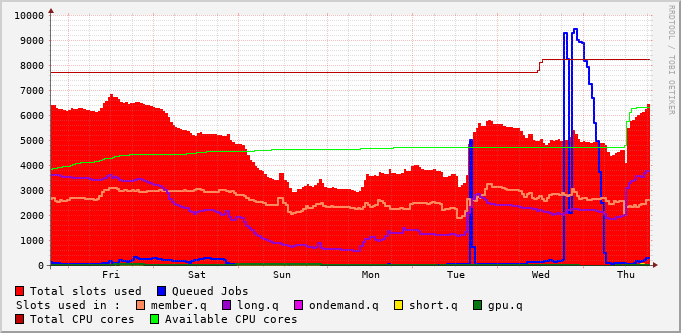 RRDTOOL / TOBI OETIKER
10000
9000
8000
7000
6000
5000
4000
3000
2000
1000
0
Fri Sat Sun Mon Tue Wed Thu
Total slots used Queued Jobs
Slots used in : member.q long.q ondemand.q short.q gpu.q
Total CPU cores Available CPU cores